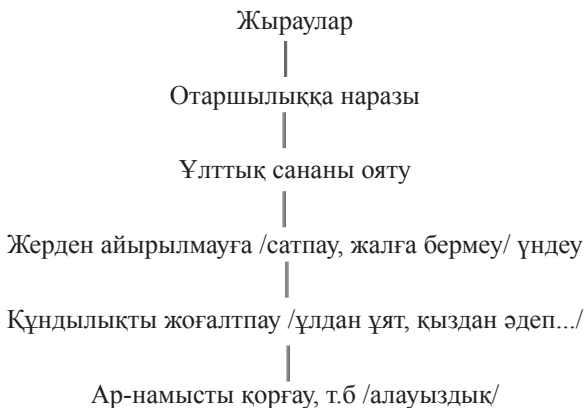 Жыраулар
Отаршылыққа наразы
Ұлттық сананы ояту
Жерден айырылмауға /сатпау, жалға бермеу/ үндеу
Құндылықты жоғалтпау /ұлдан ұят, қыздан әдеп.../
Ар-намысты қорғау, т.б /алауыздық/